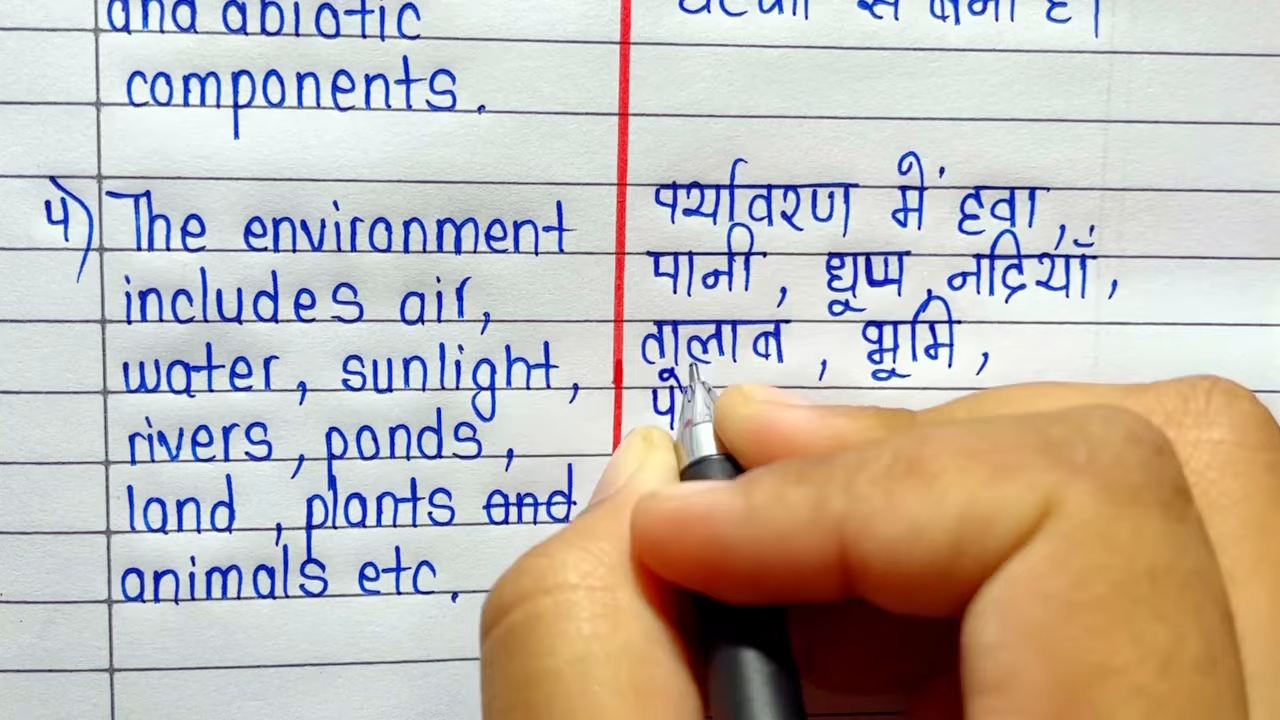 and abiotic
components.
4) The environment
includes air,
water, sunlight,
rivers, ponds,
land, plants and
animals etc.
से बना है।
पर्यावरण में हवा,
पानी, धूप, नदियाँ,
तालाब, भूमि,